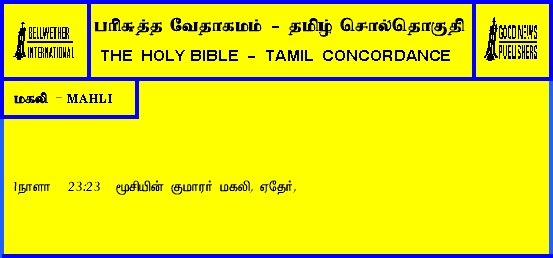 BELLWETHER
INTERNATIONAL
பரிசுத்த வேதாகமம் - தமிழ் சொல்தொகுதி
THE HOLY BIBLE - TAMIL CONCORDANCE
GOOD NEWS
PUBLISHERS
மகலி - MAHLI
1நாளா 23:23 மூசியின் குமாரர் மகலி, ஏதேர்,